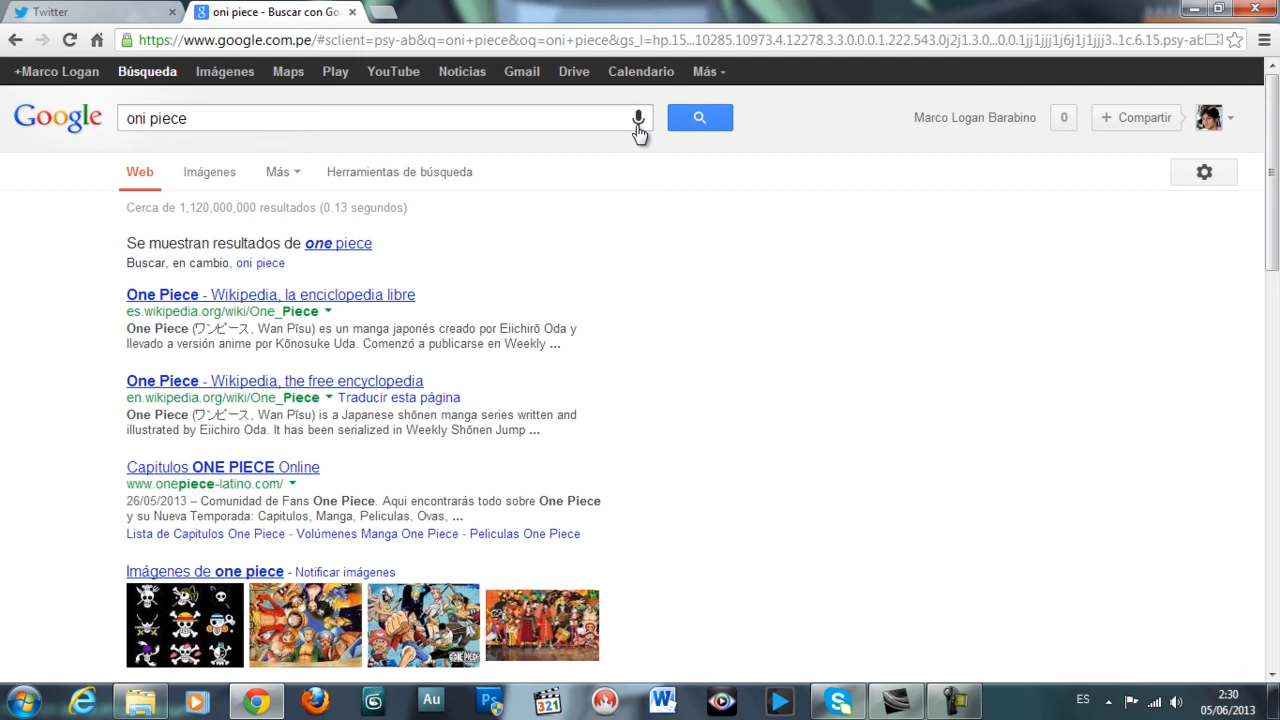 Twitter
oni piece - Buscar con Go
https://www.google.com.pe/#sclient=psy-ab&q=oni+piece&oq=oni+piece&gs_l=hp.15...10285.10973.4.12278.3.3.0.0.0.1.222.543.0j2j1.3.0...0.0...1c.6.15.psy-ab
+Marco Logan Búsqueda Imágenes Maps Play YouTube Noticias Gmail Drive Calendario Más
Google oni piece Marco Logan Barabino 0 + Compartir
Web Imágenes Más Herramientas de búsqueda
Cerca de 1,120,000,000 resultados (0.13 segundos)
Se muestran resultados de one piece
Buscar, en cambio, oni piece
One Piece - Wikipedia, la enciclopedia libre
es.wikipedia.org/wiki/One_Piece
One Piece (ワンピース, Wan Pīsu) es un manga japonés creado por Eiichirō Oda y
llevado a versión anime por Kōnosuke Uda. Comenzó a publicarse en Weekly ...
One Piece - Wikipedia, the free encyclopedia
en.wikipedia.org/wiki/One_Piece Traducir esta página
One Piece (ワンピース, Wan Pīsu) is a Japanese shōnen manga series written and
illustrated by Eiichiro Oda. It has been serialized in Weekly Shōnen Jump ...
Capitulos ONE PIECE Online
www.onepiece-latino.com/
26/05/2013 – Comunidad de Fans One Piece. Aqui encontrarás todo sobre One Piece
y su Nueva Temporada: Capitulos, Manga, Peliculas, Ovas, ...
Lista de Capitulos One Piece - Volúmenes Manga One Piece - Peliculas One Piece
Imágenes de one piece - Notificar imágenes
ONE PIECE
Au Ps 321 W ES 2:30
05/06/2013